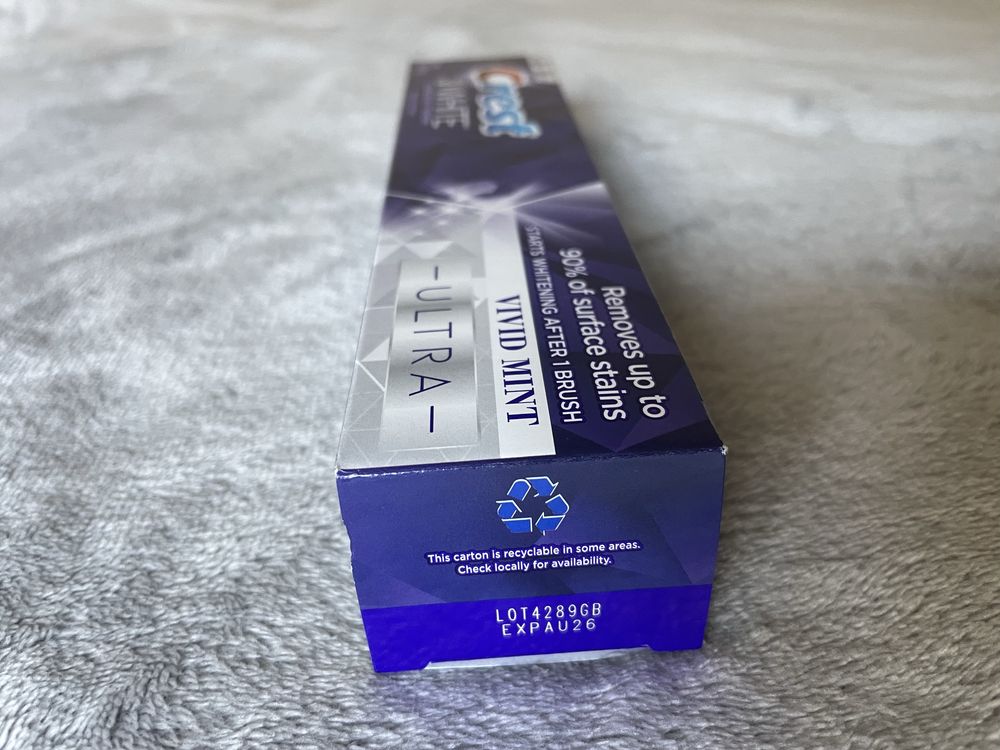 Crest
WHITE
– ULTRA –
VIVID MINT
STARTS WHITENING AFTER 1 BRUSH
Removes up to
90% of surface stains
This carton is recyclable in some areas.
Check locally for availability.
LOT4289GB
EXPAU26